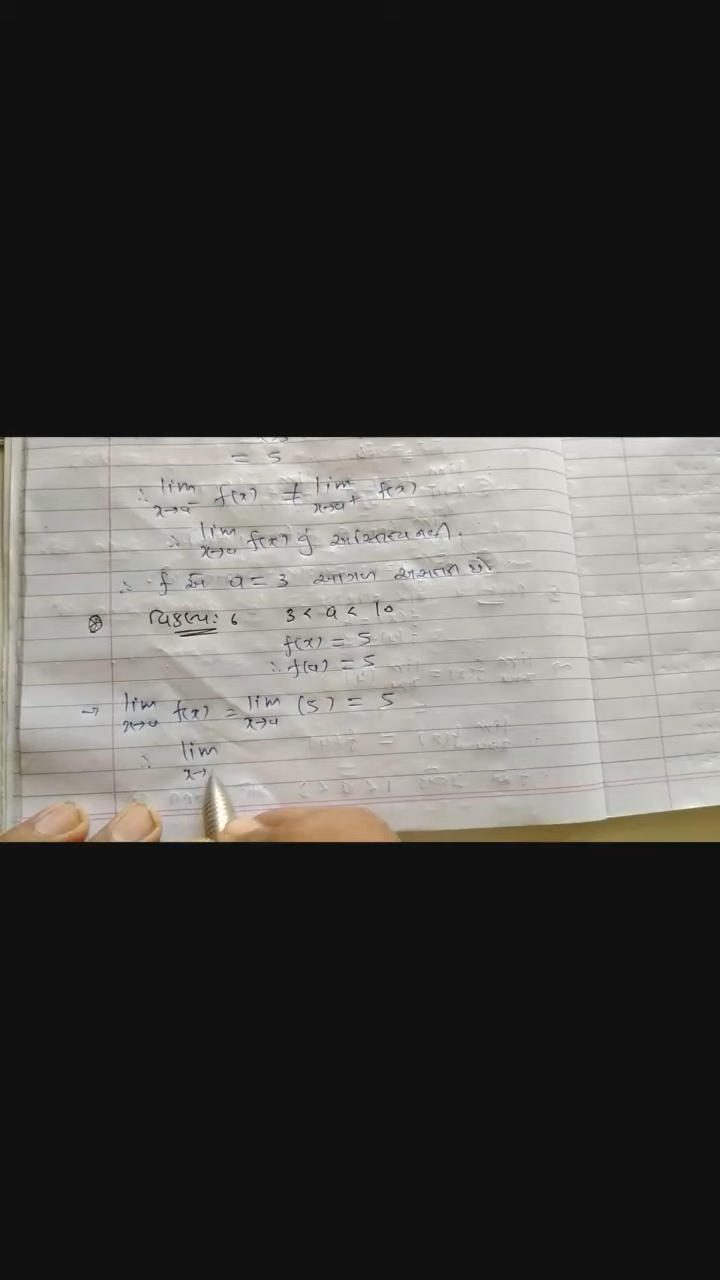 = 5
∴ lim x→a⁻ f(x) ≠ lim x→a⁺ f(x)
∴ lim x→a f(x) નું અસ્તિત્વ નથી.
∴ f એ a = 3 આગળ અસતત છે
વિકલ્પ: 6 3 < a < 10
f(x) = 5
∴ f(a) = 5
→ lim x→a f(x) = lim x→a (5) = 5
∴ lim x→